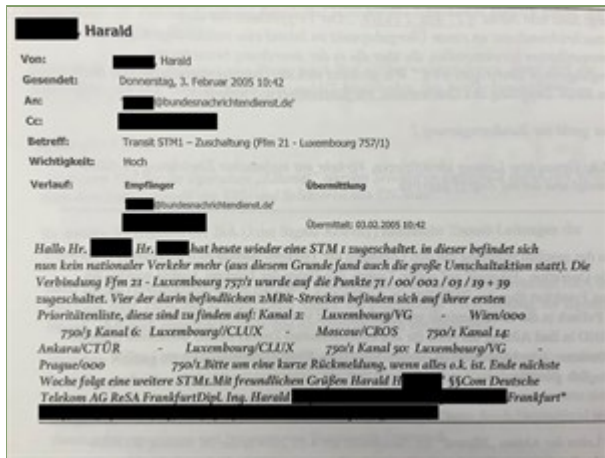 , Harald
Von: , Harald
Gesendet: Donnerstag, 3. Februar 2005 10:42
An: '@bundesnachrichtendienst.de'
Cc:
Betreff: Transit STM1 – Zuschaltung (Ffm 21 - Luxembourg 757/1)
Wichtigkeit: Hoch
Verlauf: Empfänger Übermittlung
@bundesnachrichtendienst.de'
Übermittelt: 03.02.2005 10:42
Hallo Hr. Hr. hat heute wieder eine STM 1 zugeschaltet. in dieser befindet sich
nun kein nationaler Verkehr mehr (aus diesem Grunde fand auch die große Umschaltaktion statt). Die
Verbindung Ffm 21 - Luxembourg 757/1 wurde auf die Punkte 71 / 00/ 002 / 03 / 19 + 39
zugeschaltet. Vier der darin befindlichen 2MBit-Strecken befinden sich auf ihrer ersten
Prioritätenliste, diese sind zu finden auf: Kanal 2: Luxembourg/VG - Wien/000
750/3 Kanal 6: Luxembourg//CLUX - Moscow/CROS 750/1 Kanal 14:
Ankara/CTÜR - Luxembourg/CLUX 750/1 Kanal 50: Luxembourg/VG -
Prague/000 750/1.Bitte um eine kurze Rückmeldung, wenn alles o.k. ist. Ende nächste
Woche folgt eine weitere STM1.Mit freundlichen Grüßen Harald H " §§Com Deutsche
Telekom AG ReSA FrankfurtDipl. Ing. Harald Frankfurt"